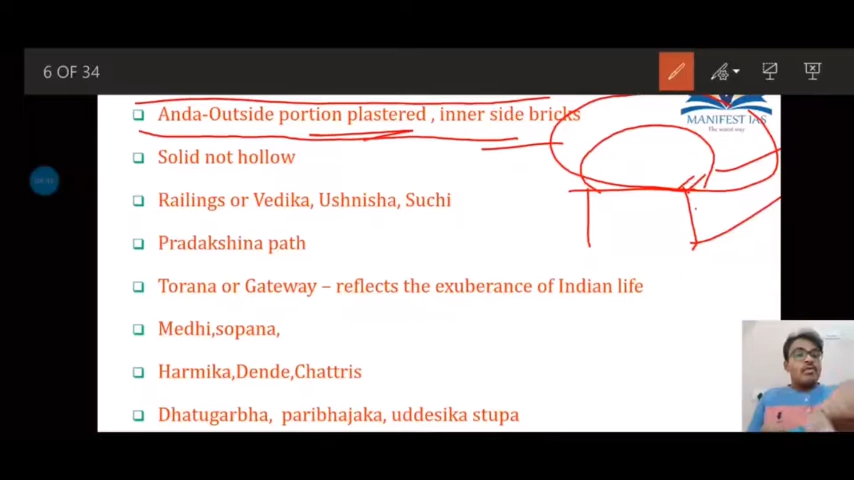 6 OF 34
Anda-Outside portion plastered , inner side bricks
MANIFEST IAS
Solid not hollow
Railings or Vedika, Ushnisha, Suchi
Pradakshina path
Torana or Gateway – reflects the exuberance of Indian life
Medhi,sopana,
Harmika,Dende,Chattris
Dhatugarbha, paribhajaka, uddesika stupa